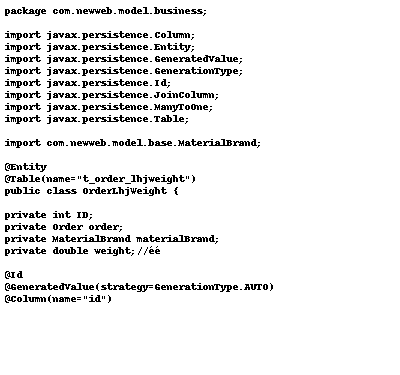 package com.newweb.model.business;

import javax.persistence.Column;
import javax.persistence.Entity;
import javax.persistence.GeneratedValue;
import javax.persistence.GenerationType;
import javax.persistence.Id;
import javax.persistence.JoinColumn;
import javax.persistence.ManyToOne;
import javax.persistence.Table;

import com.newweb.model.base.MaterialBrand;

@Entity
@Table(name="t_order_lhjweight")
public class OrderLhjWeight {

private int ID;
private Order order;
private MaterialBrand materialBrand;
private double weight;//éé

@Id
@GeneratedValue(strategy=GenerationType.AUTO)
@Column(name="id")